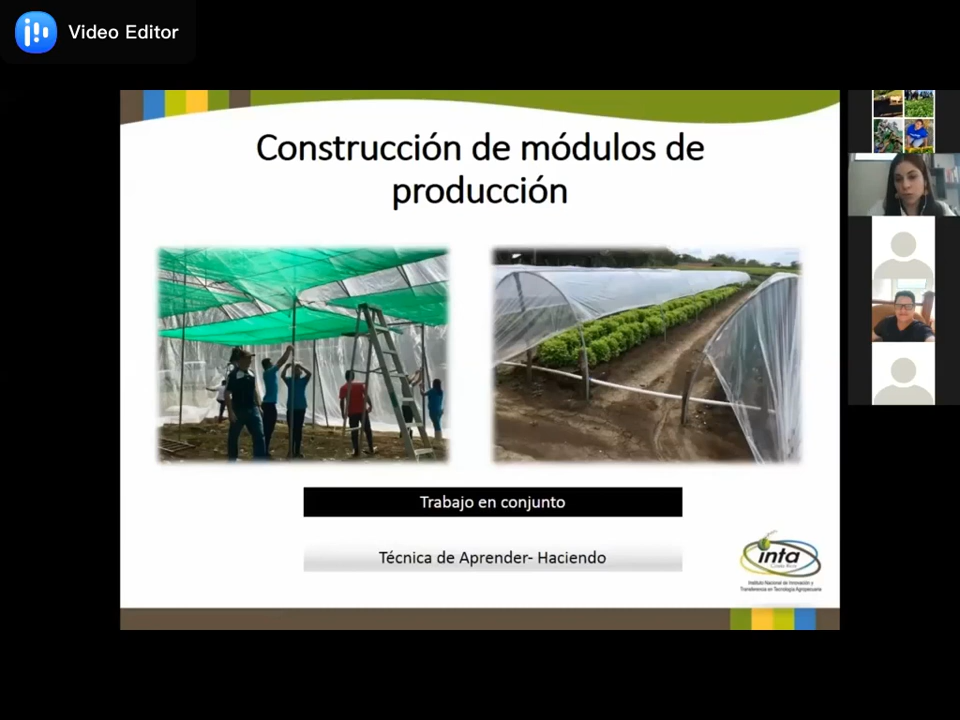 Video Editor
Construcción de módulos de
producción
Trabajo en conjunto
Técnica de Aprender- Haciendo
inta
Costa Rica
Instituto Nacional de Innovación y
Transferencia en Tecnología Agropecuaria